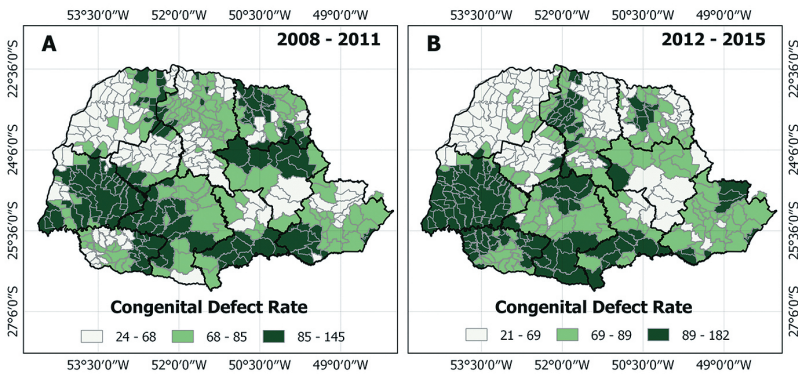 53°30'0"S 52°0'0"S 50°30'0"S 49°0'0"S 53°30'0"S 52°0'0"S 50°30'0"S 49°0'0"S
A 2008 - 2011 B 2012 - 2015
22°36'0"S 22°36'0"S
24°6'0"S 24°6'0"S
25°36'0"S 25°36'0"S
27°6'0"S 27°6'0"S
Congenital Defect Rate Congenital Defect Rate
24 - 68 68 - 85 85 - 145 21 - 69 69 - 89 89 - 182
53°30'0"S 52°0'0"S 50°30'0"S 49°0'0"S 53°30'0"S 52°0'0"S 50°30'0"S 49°0'0"S